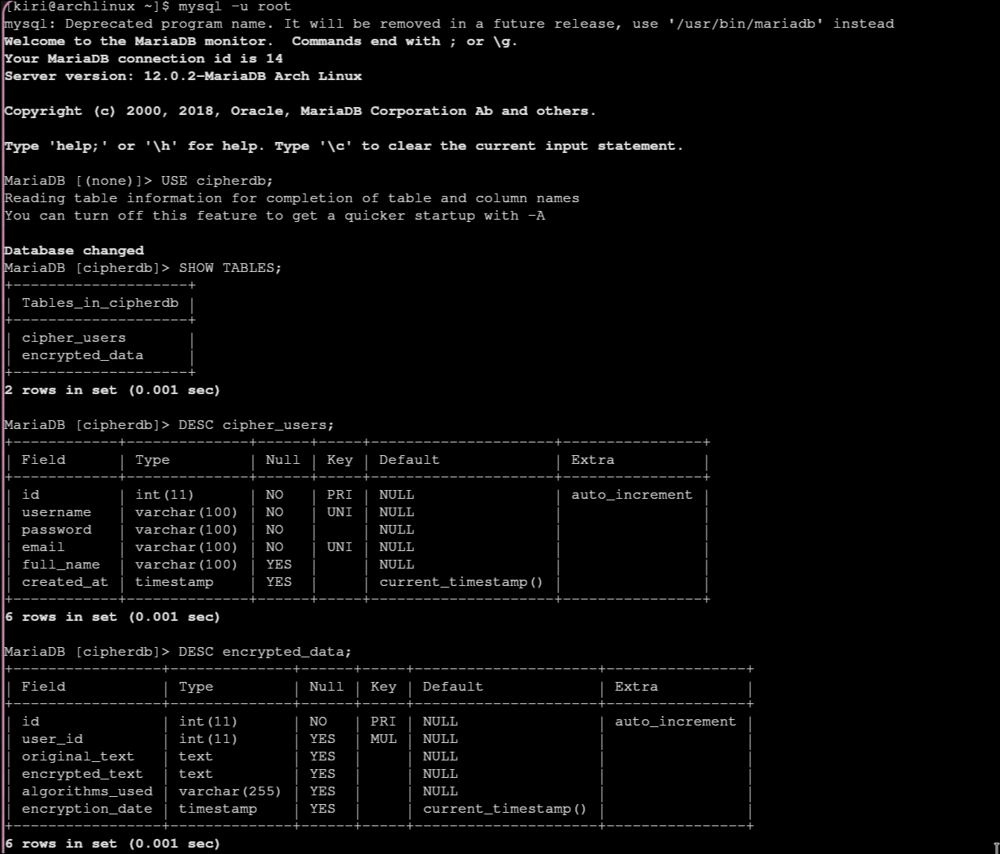 [kiri@archlinux ~]$ mysql -u root
mysql: Deprecated program name. It will be removed in a future release, use '/usr/bin/mariadb' instead
Welcome to the MariaDB monitor.  Commands end with ; or \g.
Your MariaDB connection id is 14
Server version: 12.0.2-MariaDB Arch Linux

Copyright (c) 2000, 2018, Oracle, MariaDB Corporation Ab and others.

Type 'help;' or '\h' for help. Type '\c' to clear the current input statement.

MariaDB [(none)]> USE cipherdb;
Reading table information for completion of table and column names
You can turn off this feature to get a quicker startup with -A

Database changed
MariaDB [cipherdb]> SHOW TABLES;
+--------------------+
| Tables_in_cipherdb |
+--------------------+
| cipher_users       |
| encrypted_data     |
+--------------------+
2 rows in set (0.001 sec)

MariaDB [cipherdb]> DESC cipher_users;
+------------+--------------+------+-----+---------------------+----------------+
| Field      | Type         | Null | Key | Default             | Extra          |
+------------+--------------+------+-----+---------------------+----------------+
| id         | int(11)      | NO   | PRI | NULL                | auto_increment |
| username   | varchar(100) | NO   | UNI | NULL                |                |
| password   | varchar(100) | NO   |     | NULL                |                |
| email      | varchar(100) | NO   | UNI | NULL                |                |
| full_name  | varchar(100) | YES  |     | NULL                |                |
| created_at | timestamp    | YES  |     | current_timestamp() |                |
+------------+--------------+------+-----+---------------------+----------------+
6 rows in set (0.001 sec)

MariaDB [cipherdb]> DESC encrypted_data;
+-----------------+--------------+------+-----+---------------------+----------------+
| Field           | Type         | Null | Key | Default             | Extra          |
+-----------------+--------------+------+-----+---------------------+----------------+
| id              | int(11)      | NO   | PRI | NULL                | auto_increment |
| user_id         | int(11)      | YES  | MUL | NULL                |                |
| original_text   | text         | YES  |     | NULL                |                |
| encrypted_text  | text         | YES  |     | NULL                |                |
| algorithms_used | varchar(255) | YES  |     | NULL                |                |
| encryption_date | timestamp    | YES  |     | current_timestamp() |                |
+-----------------+--------------+------+-----+---------------------+----------------+
6 rows in set (0.001 sec)